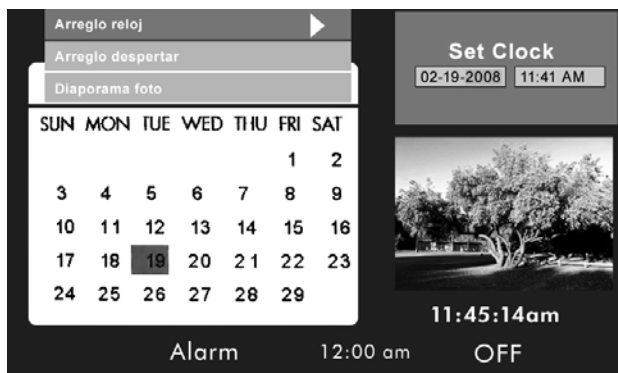 Arreglo reloj
Arreglo despertar
Diaporama foto
Set Clock
02-19-2008 11:41 AM
SUN MON TUE WED THU FRI SAT
1 2
3 4 5 6 7 8 9
10 11 12 13 14 15 16
17 18 19 20 21 22 23
24 25 26 27 28 29
11:45:14am
Alarm 12:00 am OFF